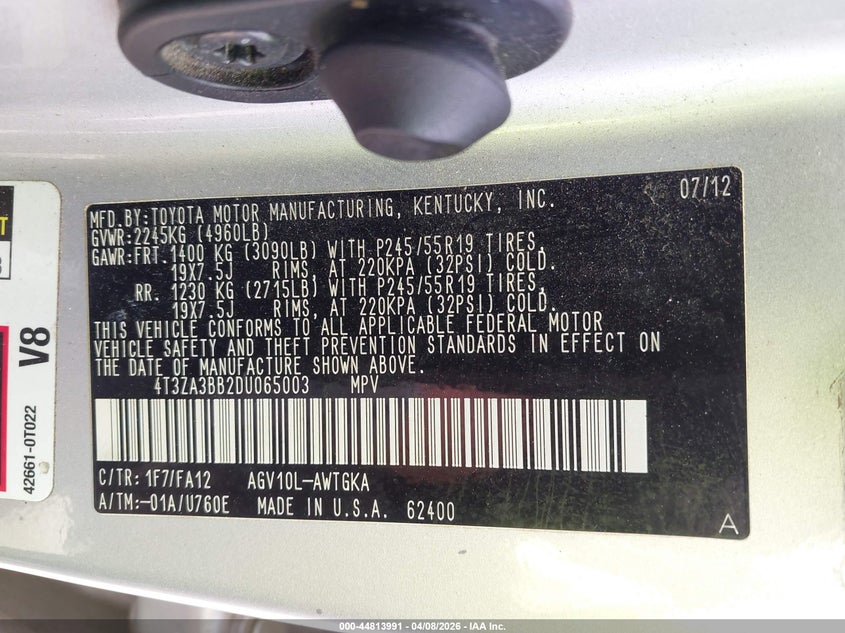 07/12
MFD.BY:TOYOTA MOTOR MANUFACTURING, KENTUCKY, INC.
GVWR:2245KG (4960LB)
GAWR:FRT.1400 KG (3090LB) WITH P245/55R19 TIRES,
19X7.5J RIMS, AT 220KPA (32PSI) COLD.
RR. 1230 KG (2715LB) WITH P245/55R19 TIRES,
19X7.5J RIMS, AT 220KPA (32PSI) COLD.
THIS VEHICLE CONFORMS TO ALL APPLICABLE FEDERAL MOTOR
VEHICLE SAFETY AND THEFT PREVENTION STANDARDS IN EFFECT ON
THE DATE OF MANUFACTURE SHOWN ABOVE.
4T3ZA3BB2DU065003 MPV
C/TR: 1F7/FA12 AGV10L-AWTGKA
A/TM:-01A/U760E MADE IN U.S.A. 62400
A
V8
42661-0T022
000-44813991 - 04/08/2026 - IAA Inc.